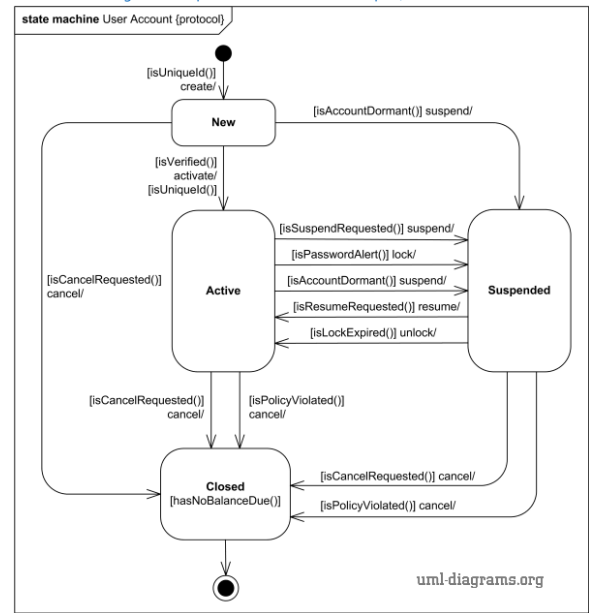 state machine User Account {protocol}
[isUniqueId()]
create/
New
[isAccountDormant()] suspend/
[isVerified()]
activate/
[isUniqueId()]
[isSuspendRequested()] suspend/
[isPasswordAlert()] lock/
[isCancelRequested()]
cancel/
[isAccountDormant()] suspend/
Active
Suspended
[isResumeRequested()] resume/
[isLockExpired()] unlock/
[isCancelRequested()]
cancel/
[isPolicyViolated()]
cancel/
Closed
[hasNoBalanceDue()]
[isCancelRequested()] cancel/
[isPolicyViolated()] cancel/
uml-diagrams.org